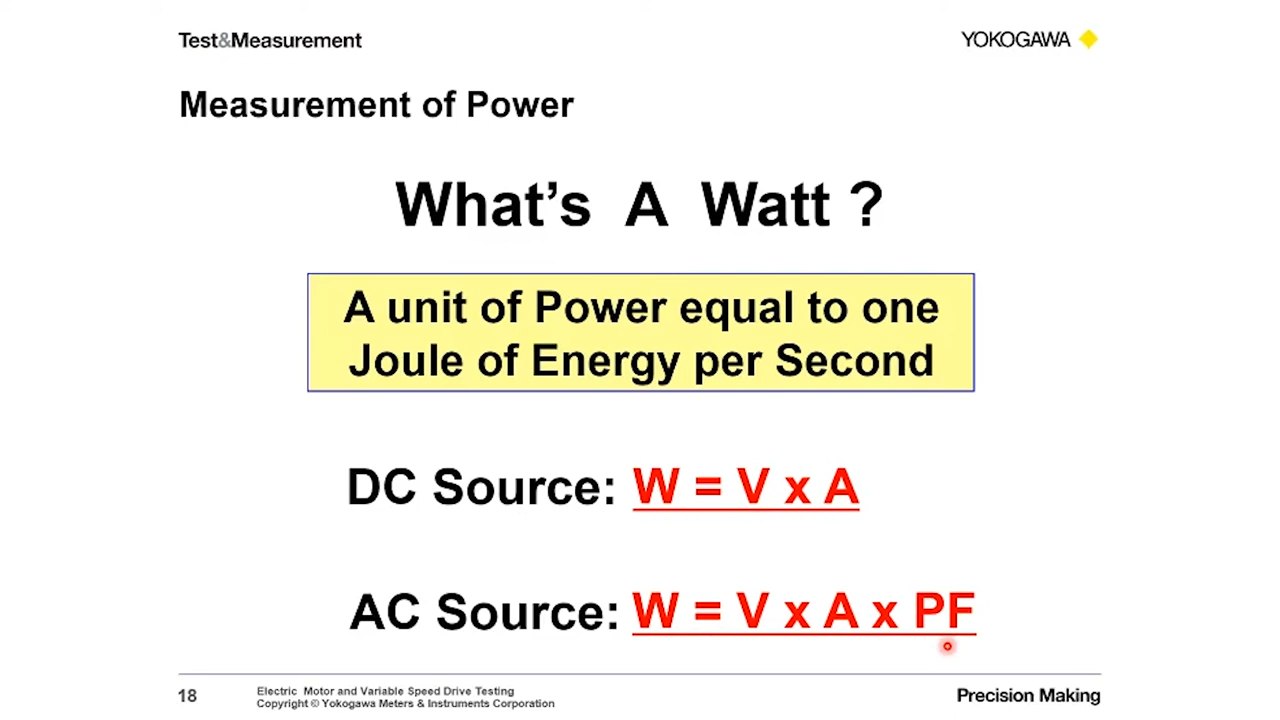 Test&Measurement
YOKOGAWA
Measurement of Power
What’s A Watt ?
A unit of Power equal to one
Joule of Energy per Second
DC Source: W = V x A
AC Source: W = V x A x PF
18
Electric Motor and Variable Speed Drive Testing
Copyright © Yokogawa Meters & Instruments Corporation
Precision Making